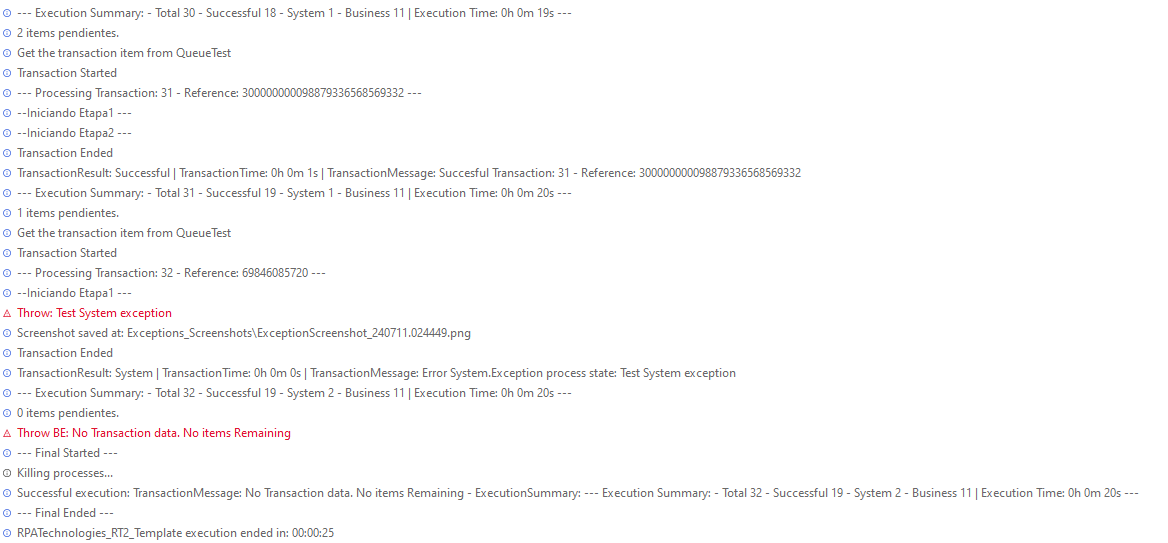 --- Execution Summary: - Total 30 - Successful 18 - System 1 - Business 11 | Execution Time: 0h 0m 19s ---
2 items pendientes.
Get the transaction item from QueueTest
Transaction Started
--- Processing Transaction: 31 - Reference: 300000000098879336568569332 ---
--Iniciando Etapa1 ---
--Iniciando Etapa2 ---
Transaction Ended
TransactionResult: Successful | TransactionTime: 0h 0m 1s | TransactionMessage: Succesful Transaction: 31 - Reference: 300000000098879336568569332
--- Execution Summary: - Total 31 - Successful 19 - System 1 - Business 11 | Execution Time: 0h 0m 20s ---
1 items pendientes.
Get the transaction item from QueueTest
Transaction Started
--- Processing Transaction: 32 - Reference: 69846085720 ---
--Iniciando Etapa1 ---
Throw: Test System exception
Screenshot saved at: Exceptions_Screenshots\ExceptionScreenshot_240711.024449.png
Transaction Ended
TransactionResult: System | TransactionTime: 0h 0m 0s | TransactionMessage: Error System.Exception process state: Test System exception
--- Execution Summary: - Total 32 - Successful 19 - System 2 - Business 11 | Execution Time: 0h 0m 20s ---
0 items pendientes.
Throw BE: No Transaction data. No items Remaining
--- Final Started ---
Killing processes...
Successful execution: TransactionMessage: No Transaction data. No items Remaining - ExecutionSummary: --- Execution Summary: - Total 32 - Successful 19 - System 2 - Business 11 | Execution Time: 0h 0m 20s ---
--- Final Ended ---
RPATechnologies_RT2_Template execution ended in: 00:00:25